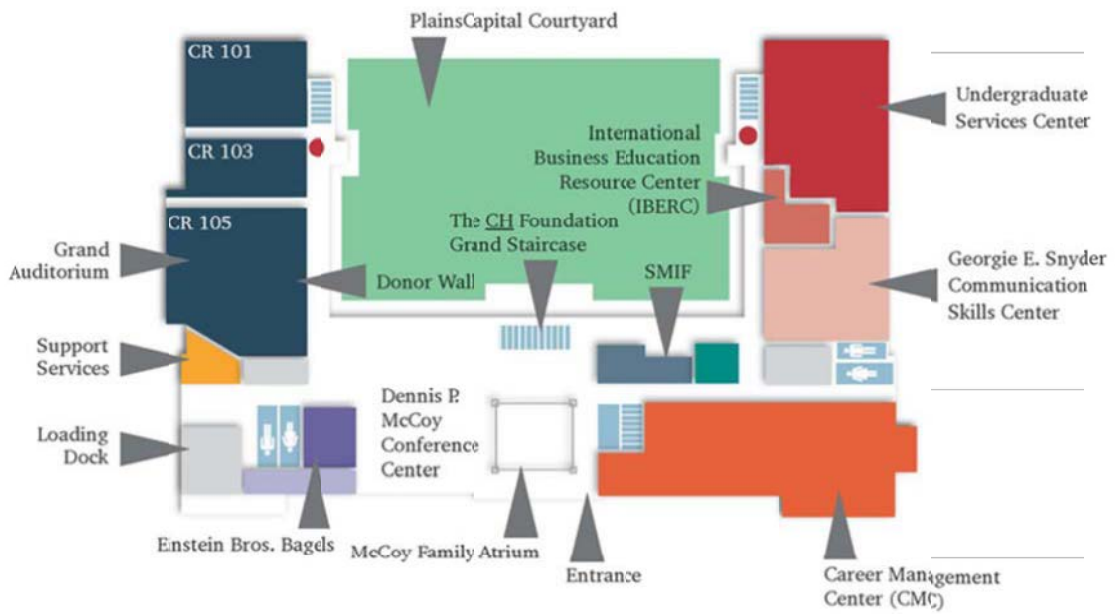 PlainsCapital Courtyard
CR 101
Undergraduate
Services Center
International
Business Education
Resource Center
(IBERC)
CR 103
CR 105
The CH Foundation
Grand Staircase
Grand
Auditorium
Donor Wall
SMIF
Georgie E. Snyder
Communication
Skills Center
Support
Services
Dennis P.
McCoy
Conference
Center
Loading
Dock
Enstein Bros. Bagels
McCoy Family Atrium
Entrance
Career Management
Center (CMC)